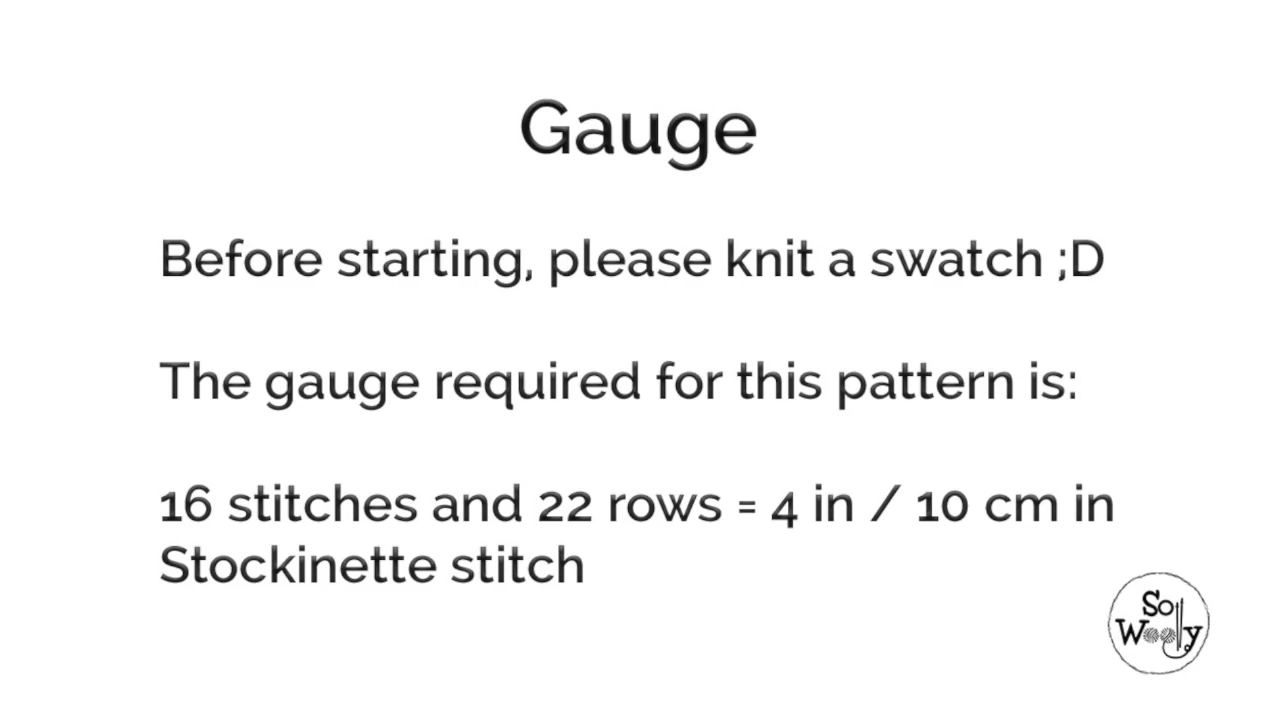 Gauge
Before starting, please knit a swatch ;D
The gauge required for this pattern is:
16 stitches and 22 rows = 4 in / 10 cm in
Stockinette stitch
So
Woolly